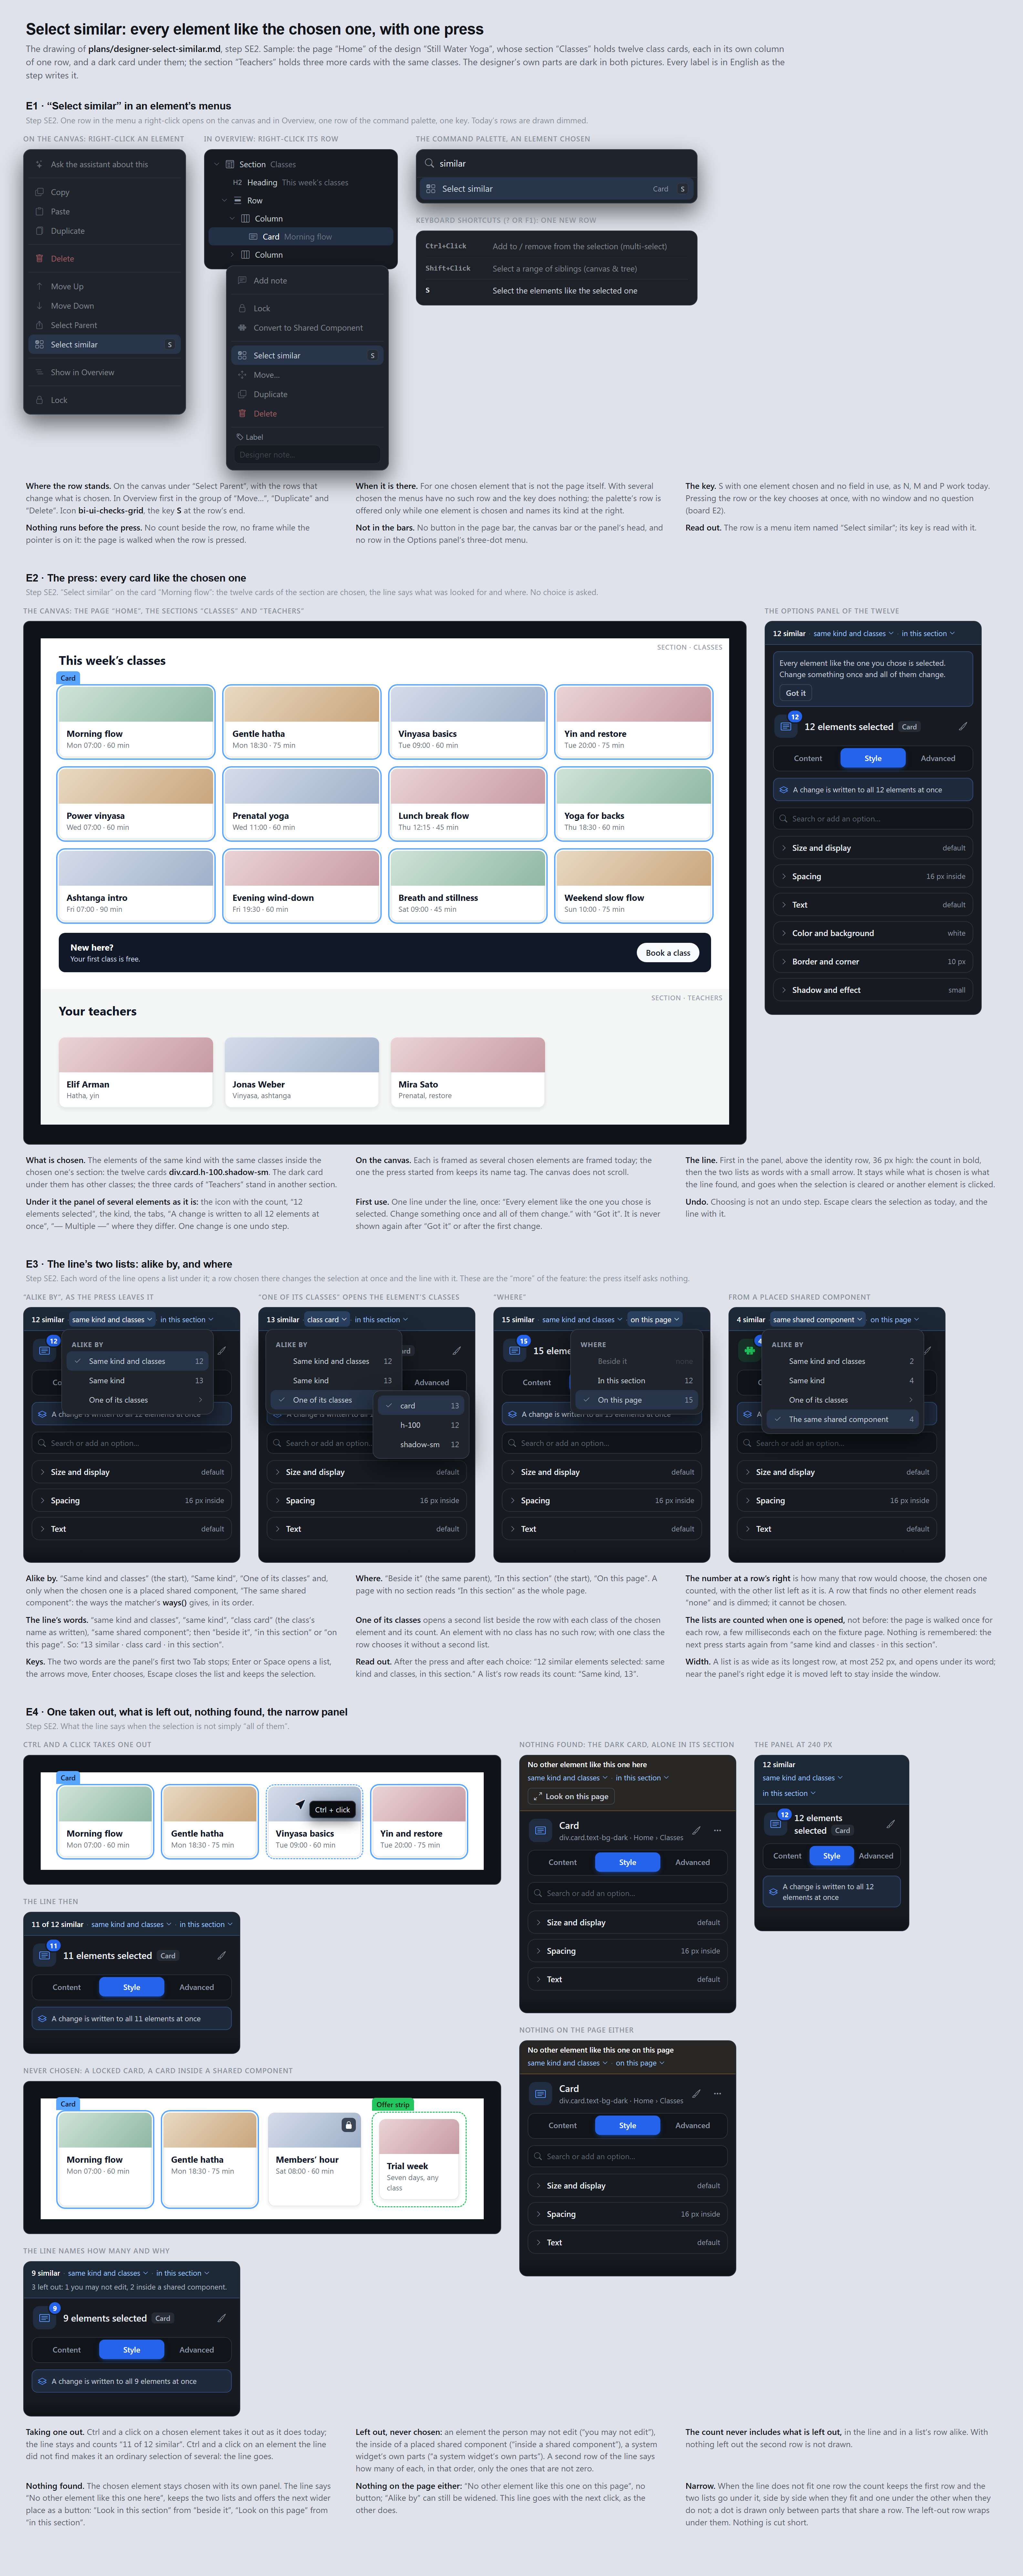 Select similar: every element like the chosen one, with one press
The drawing of plans/designer-select-similar.md, step SE2. Sample: the page “Home” of the design “Still Water Yoga”, whose section “Classes” holds twelve class cards, each in its own column
of one row, and a dark card under them; the section “Teachers” holds three more cards with the same classes. The designer's own parts are dark in both pictures. Every label is in English as the
step writes it.
E1 · “Select similar” in an element's menus
Step SE2. One row in the menu a right-click opens on the canvas and in Overview, one row of the command palette, one key. Today's rows are drawn dimmed.
ON THE CANVAS: RIGHT-CLICK AN ELEMENT
Ask the assistant about this
Copy
Paste
Duplicate
Delete
Move Up
Move Down
Select Parent
Select similar S
Show in Overview
Lock
IN OVERVIEW: RIGHT-CLICK ITS ROW
Section Classes
H2 Heading This week's classes
Row
Column
Card Morning flow
Column
Add note
Lock
Convert to Shared Component
Select similar S
Move...
Duplicate
Delete
Label
Designer note...
THE COMMAND PALETTE, AN ELEMENT CHOSEN
similar
Select similar Card S
KEYBOARD SHORTCUTS (? OR F1): ONE NEW ROW
Ctrl+Click Add to / remove from the selection (multi-select)
Shift+Click Select a range of siblings (canvas & tree)
S Select the elements like the selected one
Where the row stands. On the canvas under “Select Parent”, with the rows that
change what is chosen. In Overview first in the group of “Move...”, “Duplicate” and
“Delete”. Icon bi-ui-checks-grid, the key S at the row's end.
Nothing runs before the press. No count beside the row, no frame while the
pointer is on it: the page is walked when the row is pressed.
When it is there. For one chosen element that is not the page itself. With several
chosen the menus have no such row and the key does nothing; the palette's row is
offered only while one element is chosen and names its kind at the right.
Not in the bars. No button in the page bar, the canvas bar or the panel's head, and
no row in the Options panel's three-dot menu.
The key. S with one element chosen and no field in use, as N, M and P work today.
Pressing the row or the key chooses at once, with no window and no question
(board E2).
Read out. The row is a menu item named “Select similar”; its key is read with it.
E2 · The press: every card like the chosen one
Step SE2. “Select similar” on the card “Morning flow”: the twelve cards of the section are chosen, the line says what was looked for and where. No choice is asked.
THE CANVAS: THE PAGE “HOME”, THE SECTIONS “CLASSES” AND “TEACHERS”
SECTION · CLASSES
This week's classes
Card
Morning flow
Mon 07:00 · 60 min
Gentle hatha
Mon 18:30 · 75 min
Vinyasa basics
Tue 09:00 · 60 min
Yin and restore
Tue 20:00 · 75 min
Power vinyasa
Wed 07:00 · 60 min
Prenatal yoga
Wed 11:00 · 60 min
Lunch break flow
Thu 12:15 · 45 min
Yoga for backs
Thu 18:30 · 60 min
Ashtanga intro
Fri 07:00 · 90 min
Evening wind-down
Fri 19:30 · 60 min
Breath and stillness
Sat 09:00 · 45 min
Weekend slow flow
Sun 10:00 · 75 min
New here?
Your first class is free.
Book a class
SECTION · TEACHERS
Your teachers
Elif Arman
Hatha, yin
Jonas Weber
Vinyasa, ashtanga
Mira Sato
Prenatal, restore
THE OPTIONS PANEL OF THE TWELVE
12 similar · same kind and classes · in this section
Every element like the one you chose is selected.
Change something once and all of them change.
Got it
12
12 elements selected Card
Content Style Advanced
A change is written to all 12 elements at once
Search or add an option...
Size and display default
Spacing 16 px inside
Text default
Color and background white
Border and corner 10 px
Shadow and effect small
What is chosen. The elements of the same kind with the same classes inside the
chosen one's section: the twelve cards div.card.h-100.shadow-sm. The dark card
under them has other classes; the three cards of “Teachers” stand in another section.
Under it the panel of several elements as it is: the icon with the count, “12
elements selected”, the kind, the tabs, “A change is written to all 12 elements at
once”, “— Multiple —” where they differ. One change is one undo step.
On the canvas. Each is framed as several chosen elements are framed today; the
one the press started from keeps its name tag. The canvas does not scroll.
First use. One line under the line, once: “Every element like the one you chose is
selected. Change something once and all of them change.” with “Got it”. It is never
shown again after “Got it” or after the first change.
The line. First in the panel, above the identity row, 36 px high: the count in bold,
then the two lists as words with a small arrow. It stays while what is chosen is what
the line found, and goes when the selection is cleared or another element is clicked.
Undo. Choosing is not an undo step. Escape clears the selection as today, and the
line with it.
E3 · The line's two lists: alike by, and where
Step SE2. Each word of the line opens a list under it; a row chosen there changes the selection at once and the line with it. These are the “more” of the feature: the press itself asks nothing.
“ALIKE BY”, AS THE PRESS LEAVES IT
12 similar same kind and classes in this section
12
ALIKE BY
Same kind and classes 12
Same kind 13
One of its classes
Search or add an option...
Size and display default
Spacing 16 px inside
Text default
“ONE OF ITS CLASSES” OPENS THE ELEMENT'S CLASSES
13 similar class card in this section
ALIKE BY
Same kind and classes 12
Same kind 13
One of its classes
Advanced
card 13
h-100 12
shadow-sm 12
Search or add an option...
Size and display default
Spacing 16 px inside
Text default
“WHERE”
15 similar same kind and classes on this page
15
15 eleme
WHERE
Beside it none
In this section 12
On this page 15
Content
Search or add an option...
Size and display default
Spacing 16 px inside
Text default
FROM A PLACED SHARED COMPONENT
4 similar same shared component on this page
ALIKE BY
Same kind and classes 2
Same kind 4
One of its classes
The same shared component 4
Search or add an option...
Size and display default
Spacing 16 px inside
Text default
Alike by. “Same kind and classes” (the start), “Same kind”, “One of its classes” and,
only when the chosen one is a placed shared component, “The same shared
component”: the ways the matcher's ways() gives, in its order.
The line's words. “same kind and classes”, “same kind”, “class card” (the class's
name as written), “same shared component”; then “beside it”, “in this section” or “on
this page”. So: “13 similar · class card · in this section”.
Keys. The two words are the panel's first two Tab stops; Enter or Space opens a list,
the arrows move, Enter chooses, Escape closes the list and keeps the selection.
Where. “Beside it” (the same parent), “In this section” (the start), “On this page”. A
page with no section reads “In this section” as the whole page.
One of its classes opens a second list beside the row with each class of the chosen
element and its count. An element with no class has no such row; with one class the
row chooses it without a second list.
Read out. After the press and after each choice: “12 similar elements selected: same
kind and classes, in this section.” A list's row reads its count: “Same kind, 13”.
The number at a row's right is how many that row would choose, the chosen one
counted, with the other list left as it is. A row that finds no other element reads
“none” and is dimmed; it cannot be chosen.
The lists are counted when one is opened, not before: the page is walked once for
each row, a few milliseconds each on the fixture page. Nothing is remembered: the
next press starts again from “same kind and classes · in this section”.
Width. A list is as wide as its longest row, at most 252 px, and opens under its word;
near the panel's right edge it is moved left to stay inside the window.
E4 · One taken out, what is left out, nothing found, the narrow panel
Step SE2. What the line says when the selection is not simply “all of them”.
CTRL AND A CLICK TAKES ONE OUT
Card
Morning flow
Mon 07:00 · 60 min
Gentle hatha
Mon 18:30 · 75 min
Ctrl + click
Vinyasa basics
Tue 09:00 · 60 min
Yin and restore
Tue 20:00 · 75 min
THE LINE THEN
11 of 12 similar · same kind and classes · in this section
11
11 elements selected Card
Content Style Advanced
A change is written to all 11 elements at once
NEVER CHOSEN: A LOCKED CARD, A CARD INSIDE A SHARED COMPONENT
Card
Morning flow
Mon 07:00 · 60 min
Gentle hatha
Mon 18:30 · 75 min
Members' hour
Sat 08:00 · 60 min
Offer strip
Trial week
Seven days, any
class
THE LINE NAMES HOW MANY AND WHY
9 similar · same kind and classes · in this section
3 left out: 1 you may not edit, 2 inside a shared component.
9
9 elements selected Card
Content Style Advanced
A change is written to all 9 elements at once
NOTHING FOUND: THE DARK CARD, ALONE IN ITS SECTION
No other element like this one here
same kind and classes · in this section
Look on this page
Card
div.card.text-bg-dark · Home › Classes
Content Style Advanced
Search or add an option...
Size and display default
Spacing 16 px inside
Text default
NOTHING ON THE PAGE EITHER
No other element like this one on this page
same kind and classes · on this page
Card
div.card.text-bg-dark · Home › Classes
Content Style Advanced
Search or add an option...
Size and display default
Spacing 16 px inside
Text default
THE PANEL AT 240 PX
12 similar
same kind and classes
in this section
12
12 elements
selected Card
Content Style Advanced
A change is written to all 12
elements at once
Taking one out. Ctrl and a click on a chosen element takes it out as it does today;
the line stays and counts “11 of 12 similar”. Ctrl and a click on an element the line
did not find makes it an ordinary selection of several: the line goes.
Nothing found. The chosen element stays chosen with its own panel. The line says
“No other element like this one here”, keeps the two lists and offers the next wider
place as a button: “Look in this section” from “beside it”, “Look on this page” from
“in this section”.
Left out, never chosen: an element the person may not edit (“you may not edit”),
the inside of a placed shared component (“inside a shared component”), a system
widget's own parts (“a system widget's own parts”). A second row of the line says
how many of each, in that order, only the ones that are not zero.
Nothing on the page either: “No other element like this one on this page”, no
button; “Alike by” can still be widened. This line goes with the next click, as the
other does.
The count never includes what is left out, in the line and in a list's row alike. With
nothing left out the second row is not drawn.
Narrow. When the line does not fit one row the count keeps the first row and the
two lists go under it, side by side when they fit and one under the other when they
do not; a dot is drawn only between parts that share a row. The left-out row wraps
under them. Nothing is cut short.